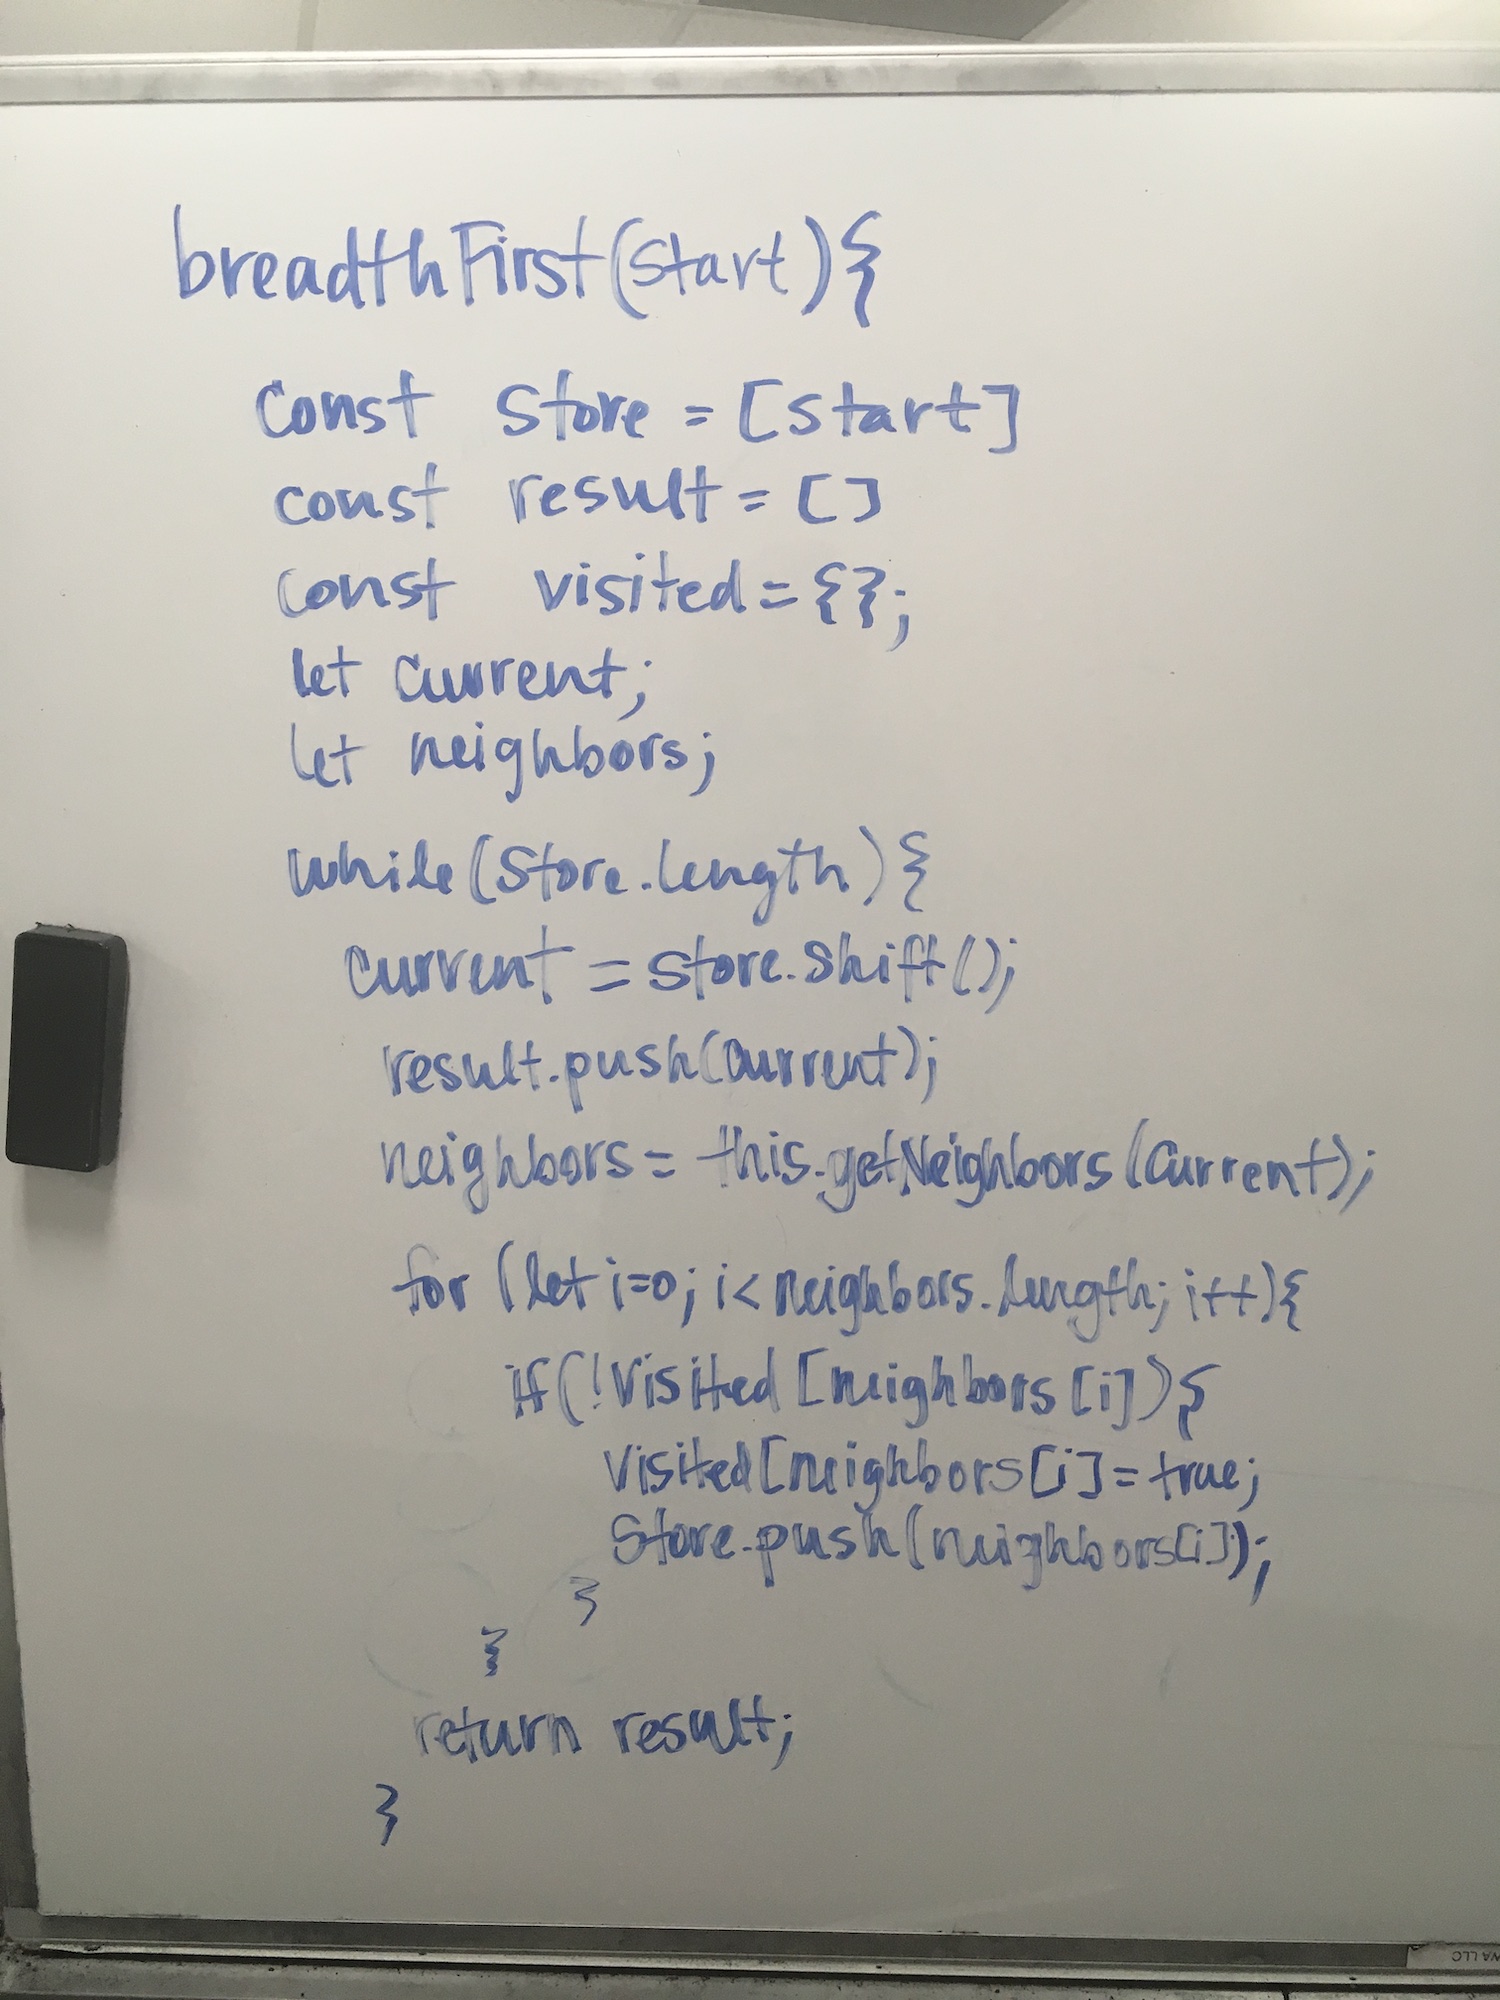 breadthFirst(start){
const store = [start]
const result = []
const visited = {};
let current;
let neighbors;
while(store.length){
current = store.shift();
result.push(current);
neighbors = this.getNeighbors(current);
for (let i=0; i<neighbors.length; i++){
if(!visited[neighbors[i]){
visited[neighbors[i] = true;
store.push(neighbors[i]);
}
}
return result;
}
LLC